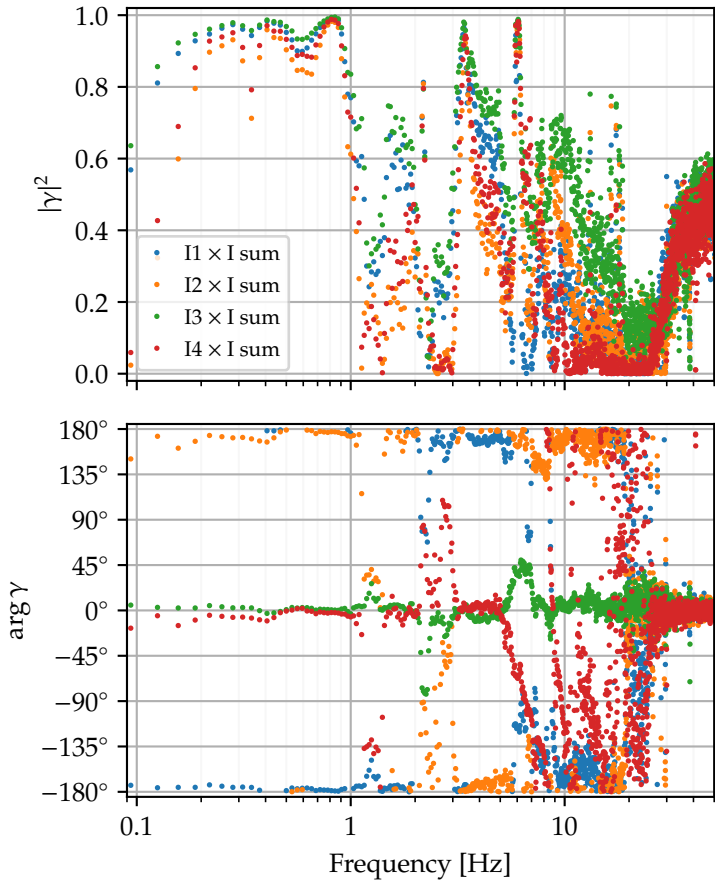 1.0
0.8
0.6
0.4
0.2
0.0
|γ|²
I1 × I sum
I2 × I sum
I3 × I sum
I4 × I sum
180°
135°
90°
45°
0°
−45°
−90°
−135°
−180°
arg γ
0.1 1 10
Frequency [Hz]